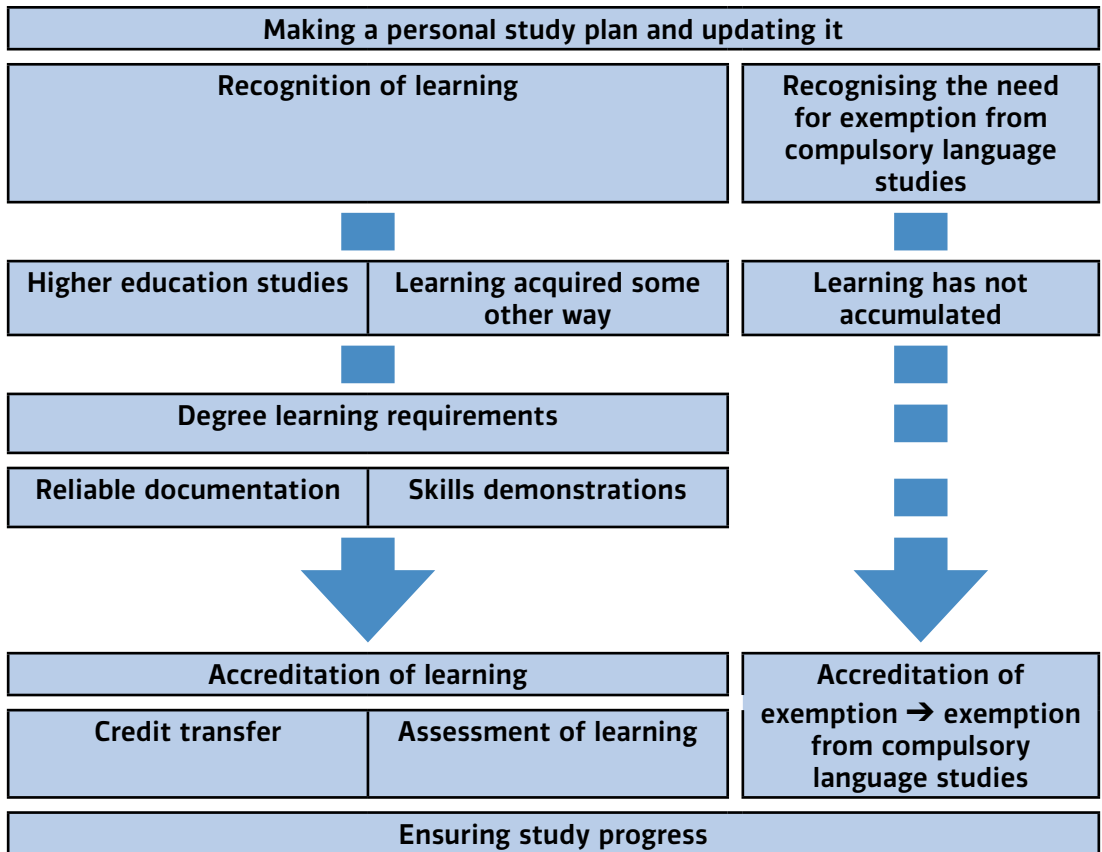 Making a personal study plan and updating it
Recognition of learning
Recognising the need
for exemption from
compulsory language
studies
Higher education studies
Learning acquired some
other way
Learning has not
accumulated
Degree learning requirements
Reliable documentation
Skills demonstrations
Accreditation of learning
Accreditation of
exemption → exemption
from compulsory
language studies
Credit transfer
Assessment of learning
Ensuring study progress